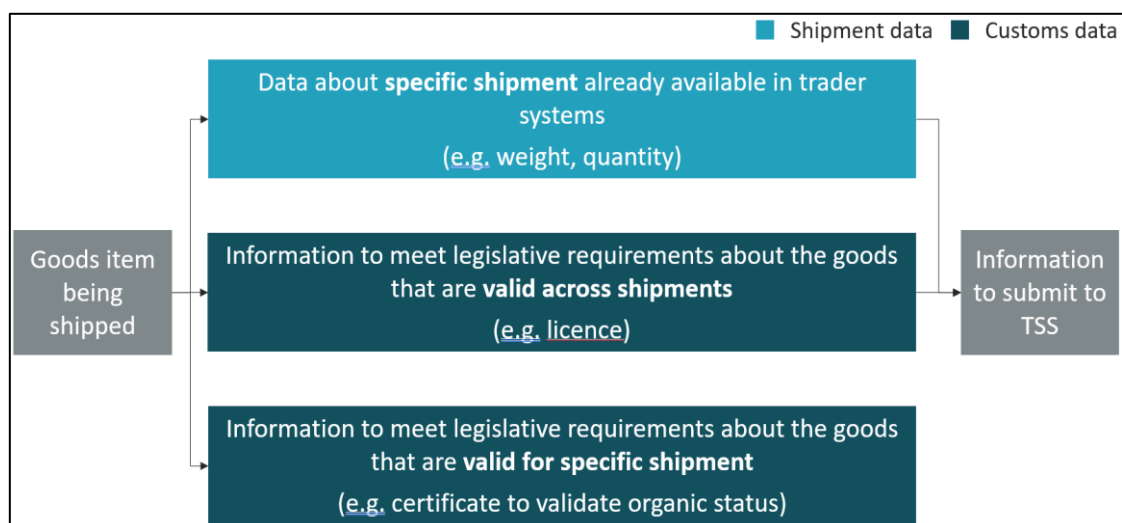 Shipment data
Customs data
Data about specific shipment already available in trader
systems
(e.g. weight, quantity)
Goods item
being
shipped
Information to meet legislative requirements about the goods
that are valid across shipments
(e.g. licence)
Information
to submit to
TSS
Information to meet legislative requirements about the goods
that are valid for specific shipment
(e.g. certificate to validate organic status)